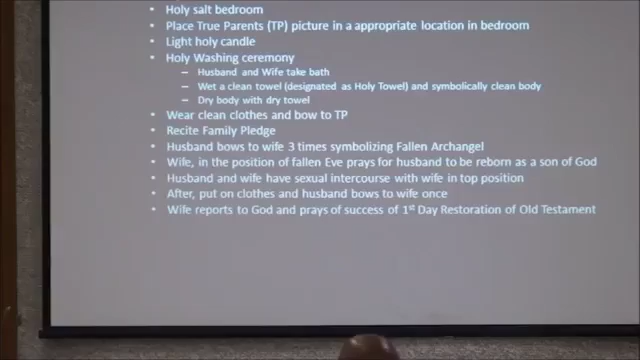 • Holy salt bedroom
• Place True Parents (TP) picture in a appropriate location in bedroom
• Light holy candle
• Holy Washing ceremony
– Husband and Wife take bath
– Wet a clean towel (designated as Holy Towel) and symbolically clean body
– Dry body with dry towel
• Wear clean clothes and bow to TP
• Recite Family Pledge
• Husband bows to wife 3 times symbolizing Fallen Archangel
• Wife, in the position of fallen Eve prays for husband to be reborn as a son of God
• Husband and wife have sexual intercourse with wife in top position
• After, put on clothes and husband bows to wife once
• Wife reports to God and prays of success of 1st Day Restoration of Old Testament